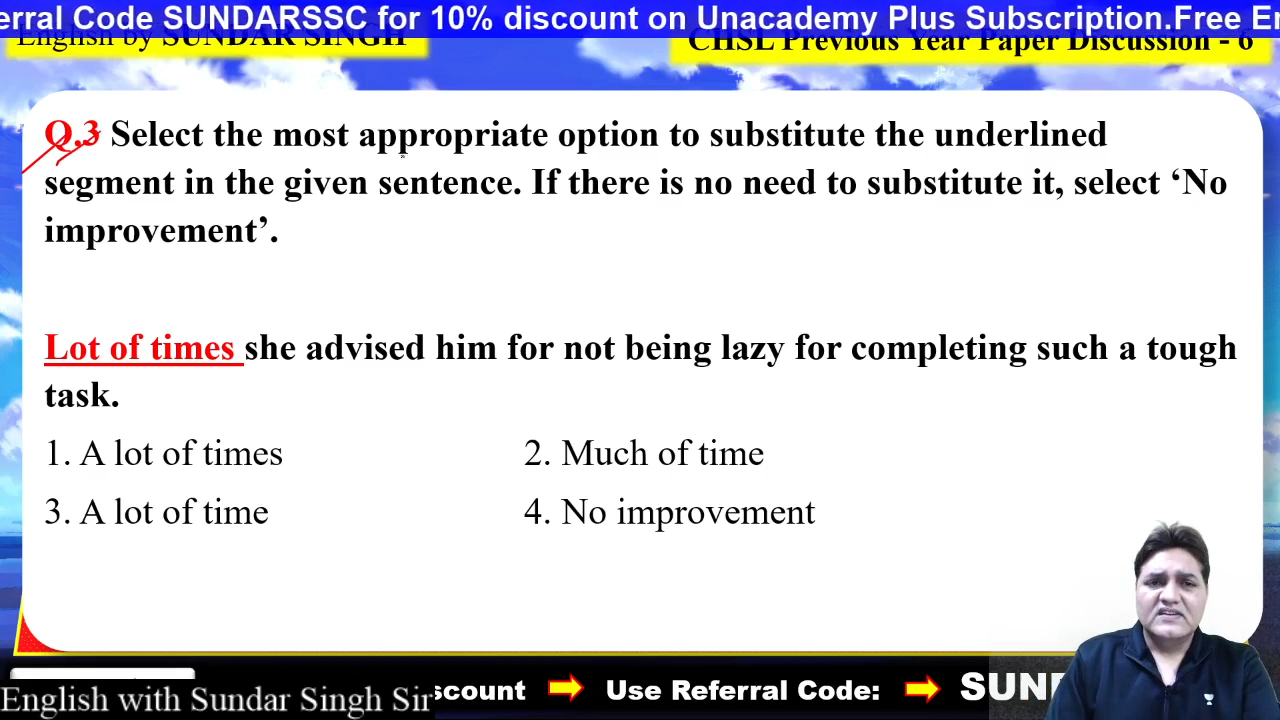 erral Code SUNDARSSC for 10% discount on Unacademy Plus Subscription.Free E
English by SUNDAR SINGH
CHSL Previous Year Paper Discussion - 6
Q.3 Select the most appropriate option to substitute the underlined
segment in the given sentence. If there is no need to substitute it, select ‘No
improvement’.
Lot of times she advised him for not being lazy for completing such a tough
task.
1. A lot of times
2. Much of time
3. A lot of time
4. No improvement
English with Sundar Singh Sir
scount
Use Referral Code:
SUN